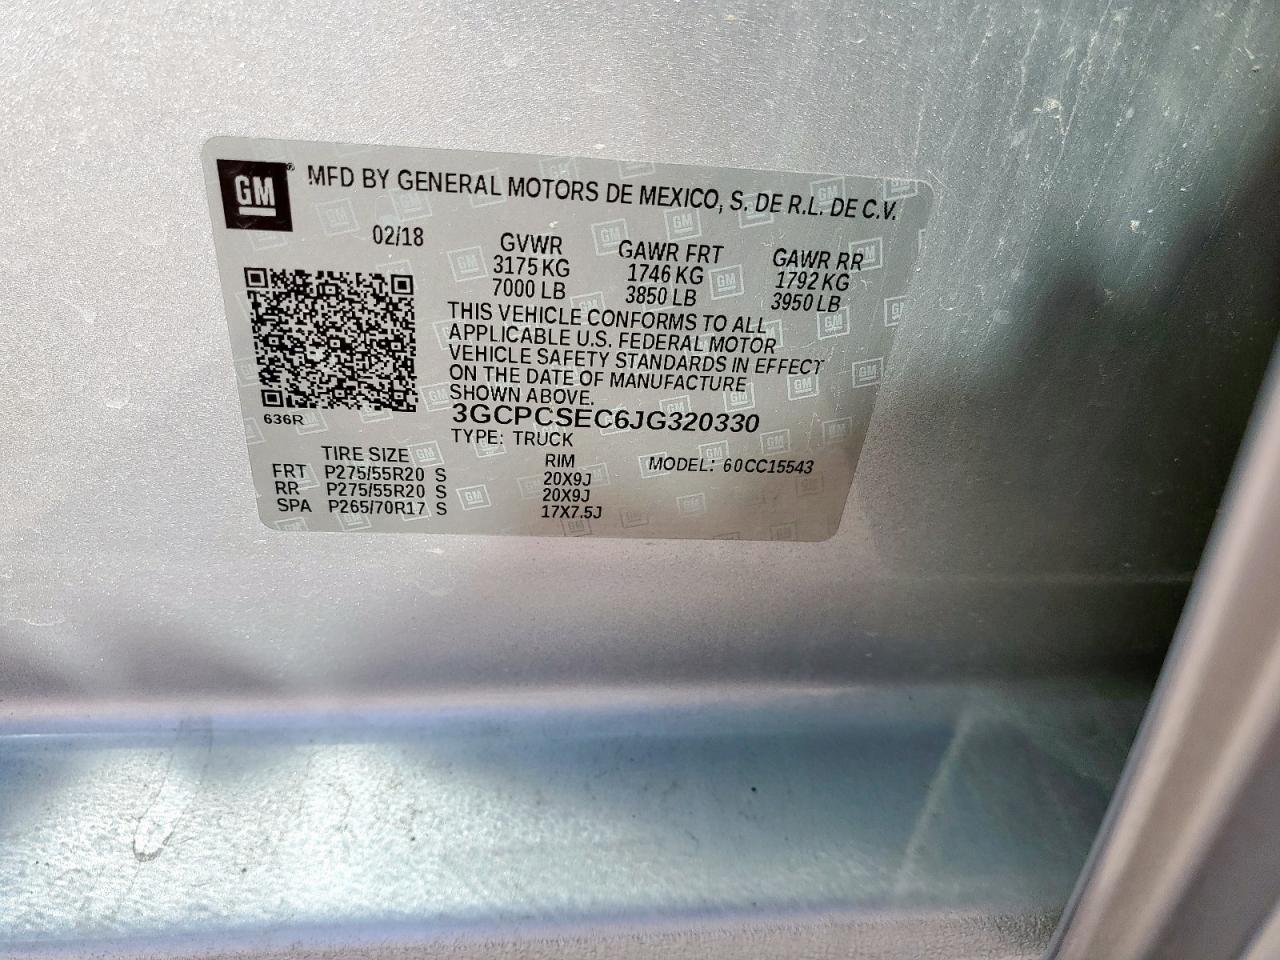 GM ® MFD BY GENERAL MOTORS DE MEXICO, S. DE R.L. DE C.V.
02/18 GVWR GAWR FRT GAWR RR
3175 KG 1746 KG 1792 KG
7000 LB 3850 LB 3950 LB
THIS VEHICLE CONFORMS TO ALL
APPLICABLE U.S. FEDERAL MOTOR
VEHICLE SAFETY STANDARDS IN EFFECT
ON THE DATE OF MANUFACTURE
SHOWN ABOVE.
636R 3GCPCSEC6JG320330
TYPE: TRUCK
TIRE SIZE RIM MODEL: 60CC15543
FRT P275/55R20 S 20X9J
RR P275/55R20 S 20X9J
SPA P265/70R17 S 17X7.5J